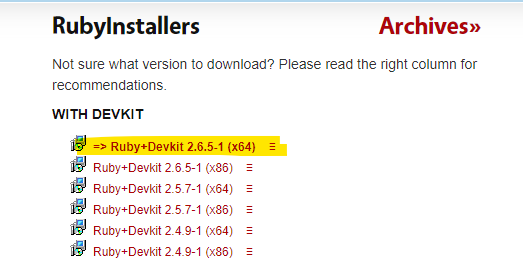 RubyInstallers Archives»
Not sure what version to download? Please read the right column for
recommendations.
WITH DEVKIT
=> Ruby+Devkit 2.6.5-1 (x64)
Ruby+Devkit 2.6.5-1 (x86)
Ruby+Devkit 2.5.7-1 (x64)
Ruby+Devkit 2.5.7-1 (x86)
Ruby+Devkit 2.4.9-1 (x64)
Ruby+Devkit 2.4.9-1 (x86)